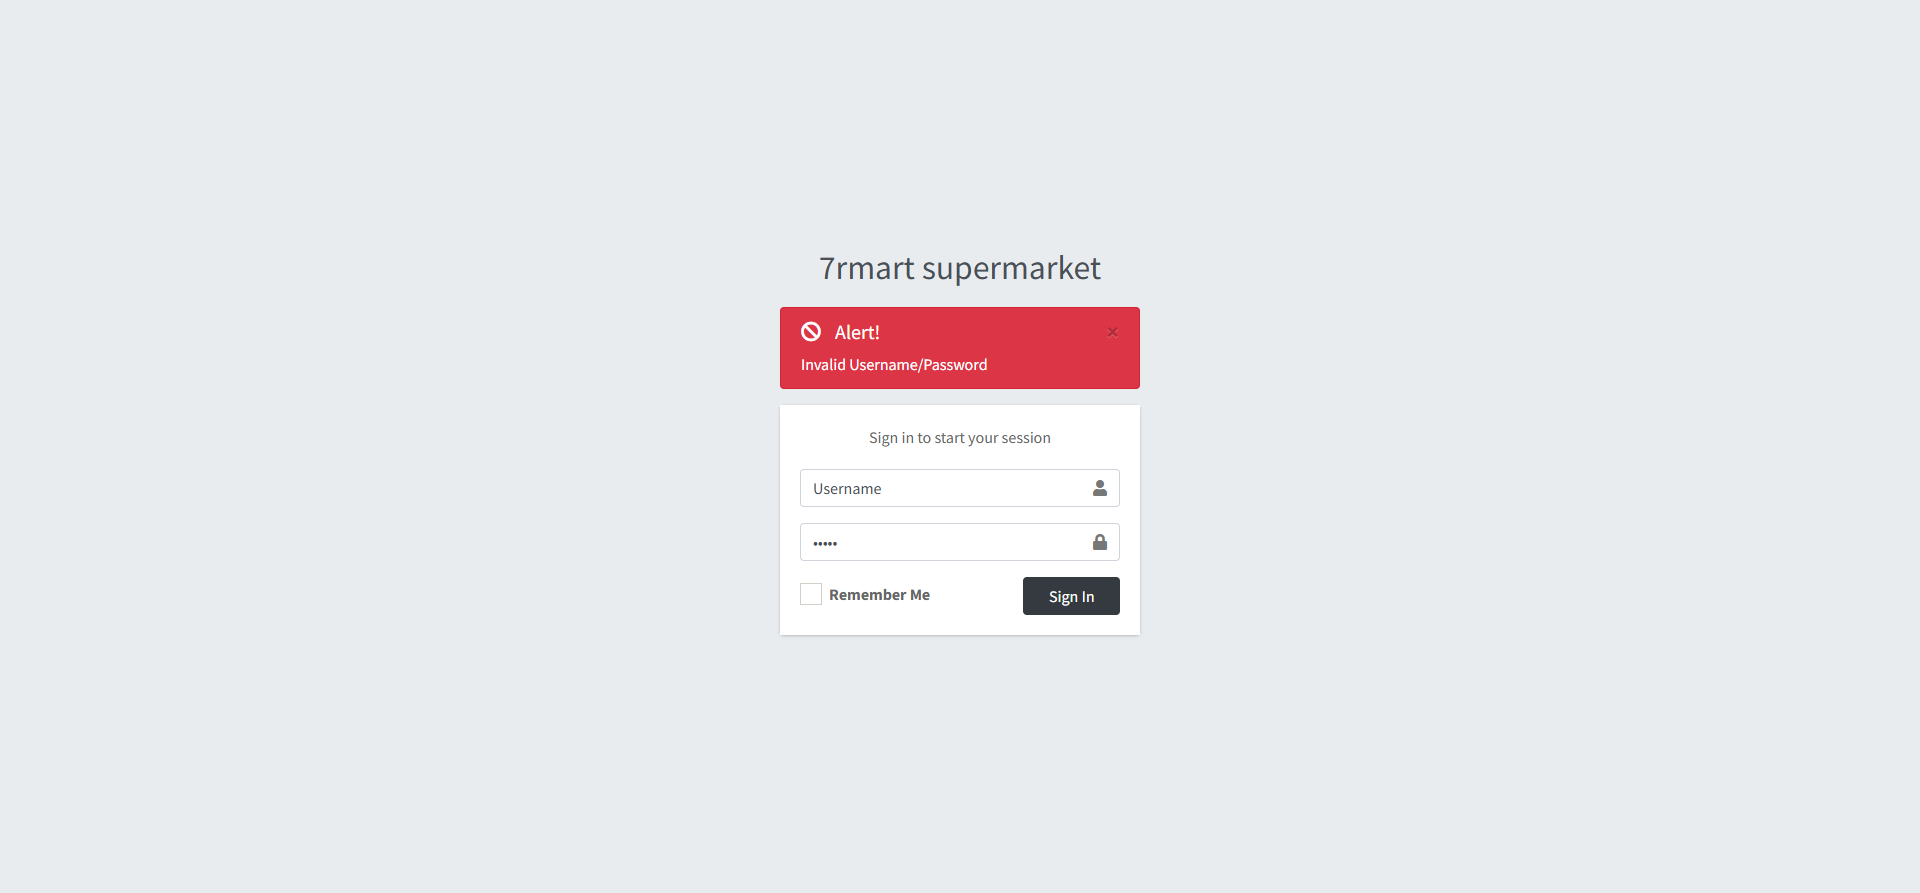 7rmart supermarket
Alert!
×
Invalid Username/Password
Sign in to start your session
Username
•••••
Remember Me
Sign In